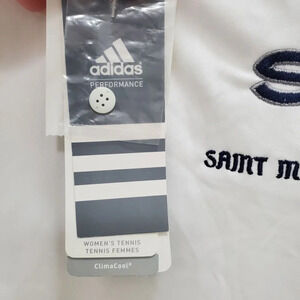 adidas
PERFORMANCE
WOMEN'S TENNIS
TENNIS FEMMES
ClimaCool®
S
SAINT M